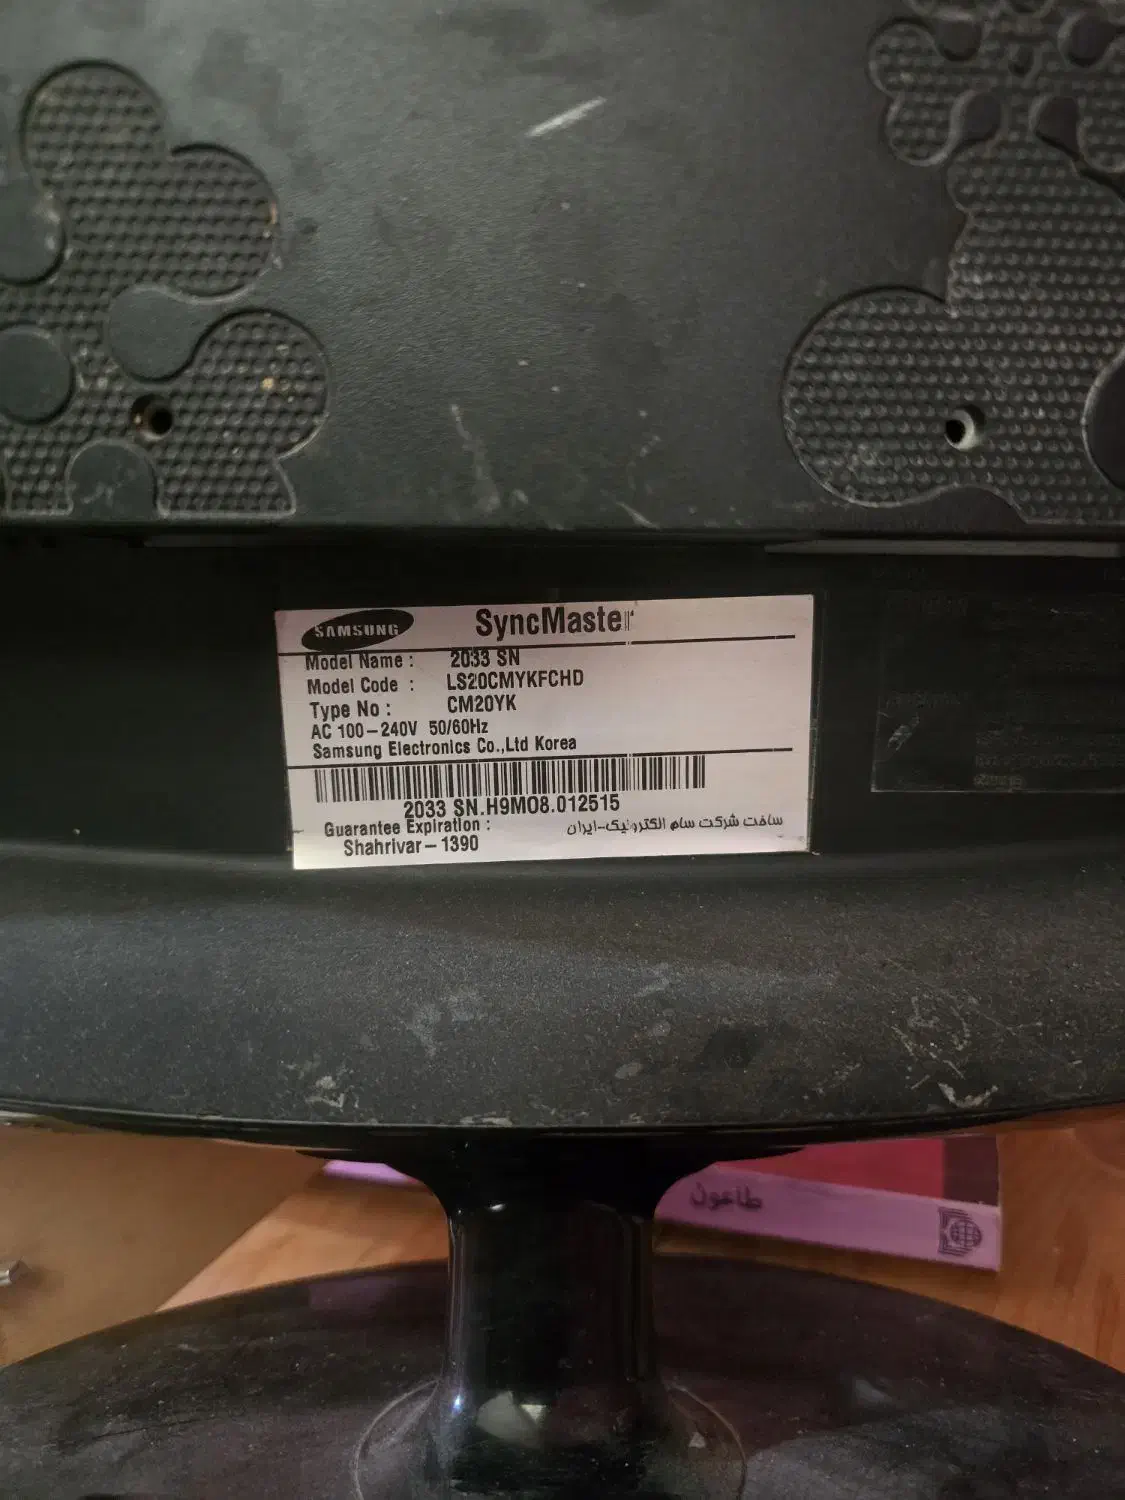 SAMSUNG
SyncMaster
Model Name : 2033 SN
Model Code : LS20CMYKFCHD
Type No : CM20YK
AC 100-240V 50/60Hz
Samsung Electronics Co.,Ltd Korea
2033 SN.H9MO8.012515
Guarantee Expiration :
Shahrivar-1390
ساخت شرکت سام الکترونیک-ایران
طاعون